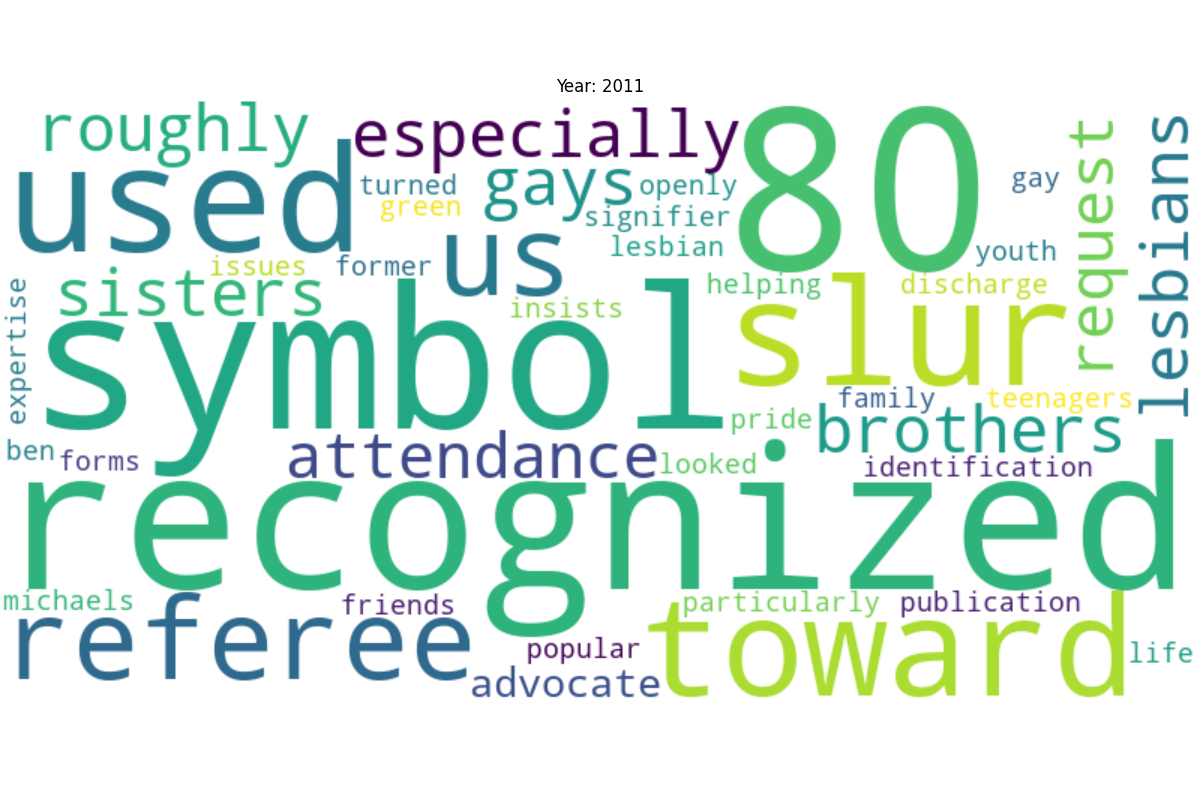 Year: 2011
roughly
especially
80
request
lesbians
used
turned
gays
openly
gay
green
signifier
us
lesbian
youth
issues
former
sisters
helping
discharge
expertise
insists
symbol
slur
family
teenagers
pride
brothers
ben
forms
attendance
looked
identification
recognized
michaels
friends
particularly
publication
referee
toward
popular
life
advocate